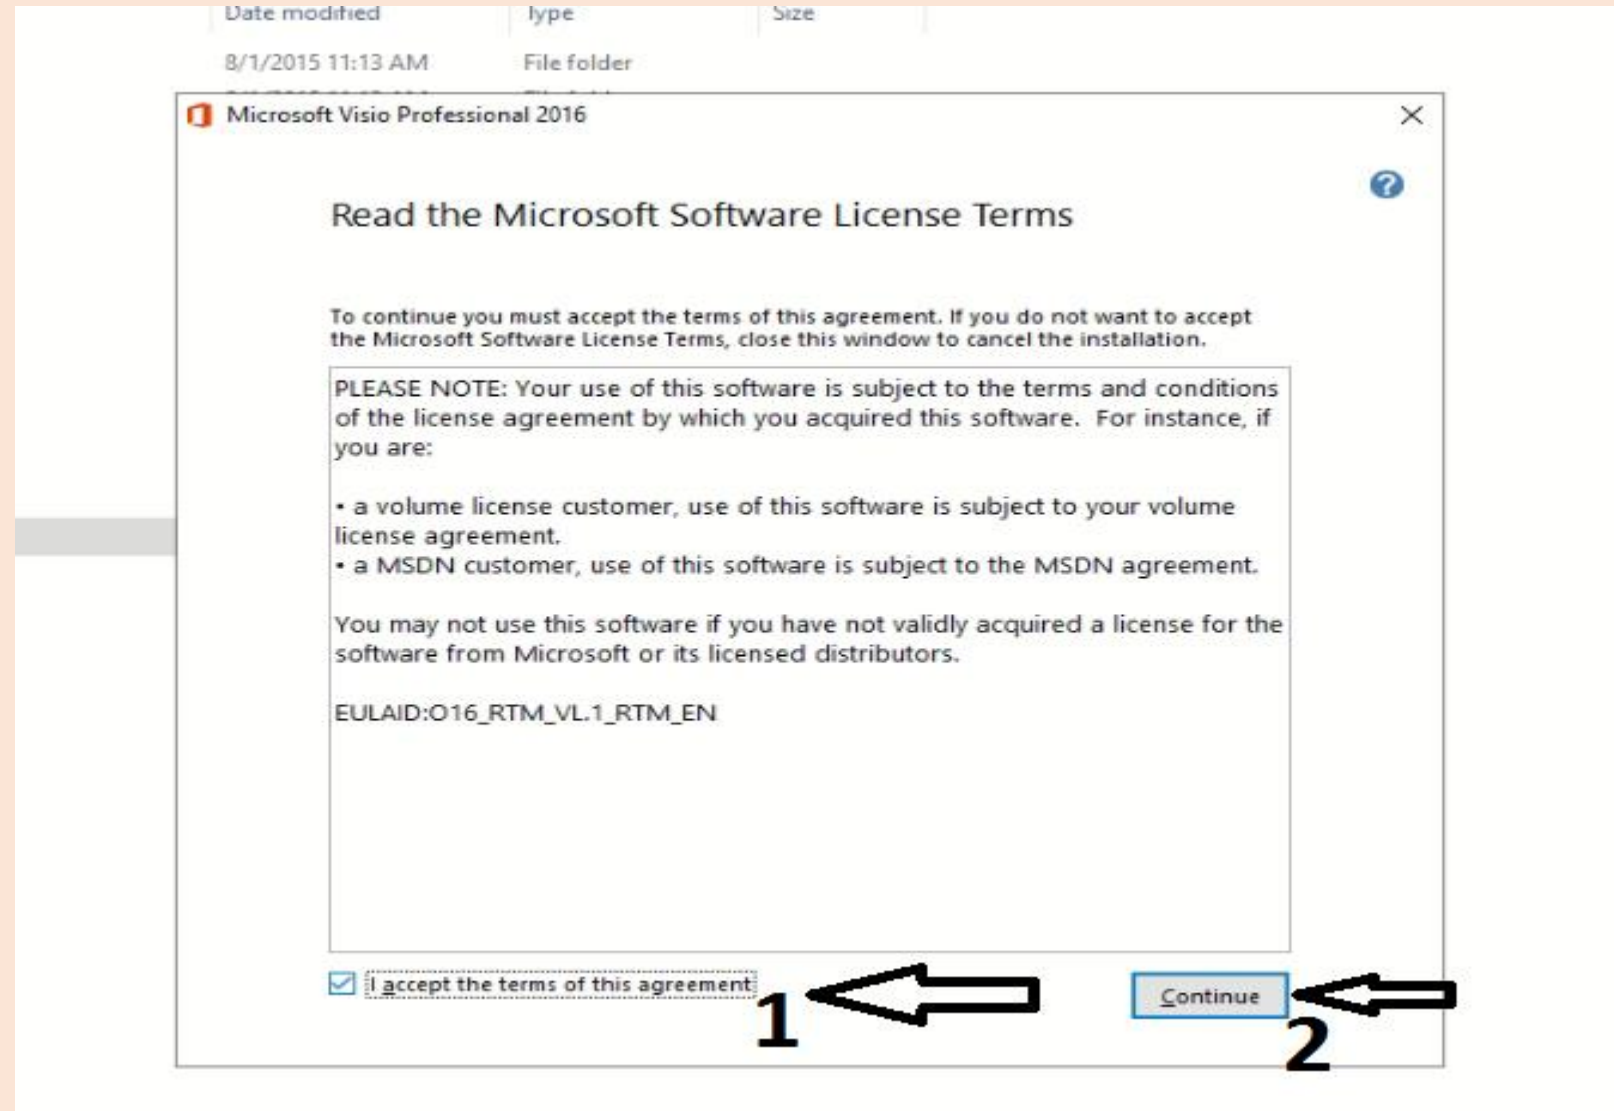 Date modified Type Size
8/1/2015 11:13 AM File folder
Microsoft Visio Professional 2016
Read the Microsoft Software License Terms
To continue you must accept the terms of this agreement. If you do not want to accept
the Microsoft Software License Terms, close this window to cancel the installation.
PLEASE NOTE: Your use of this software is subject to the terms and conditions
of the license agreement by which you acquired this software.  For instance, if
you are:
• a volume license customer, use of this software is subject to your volume
license agreement.
• a MSDN customer, use of this software is subject to the MSDN agreement.
You may not use this software if you have not validly acquired a license for the
software from Microsoft or its licensed distributors.
EULAID:O16_RTM_VL.1_RTM_EN
I accept the terms of this agreement
1
Continue
2